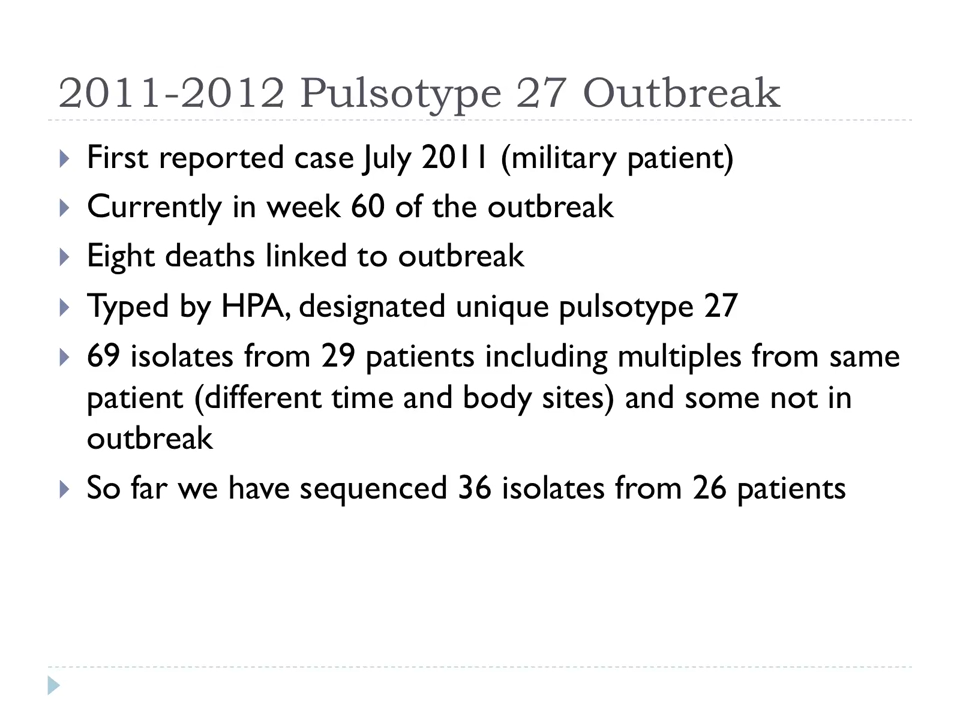 2011-2012 Pulsotype 27 Outbreak
First reported case July 2011 (military patient)
Currently in week 60 of the outbreak
Eight deaths linked to outbreak
Typed by HPA, designated unique pulsotype 27
69 isolates from 29 patients including multiples from same
patient (different time and body sites) and some not in
outbreak
So far we have sequenced 36 isolates from 26 patients